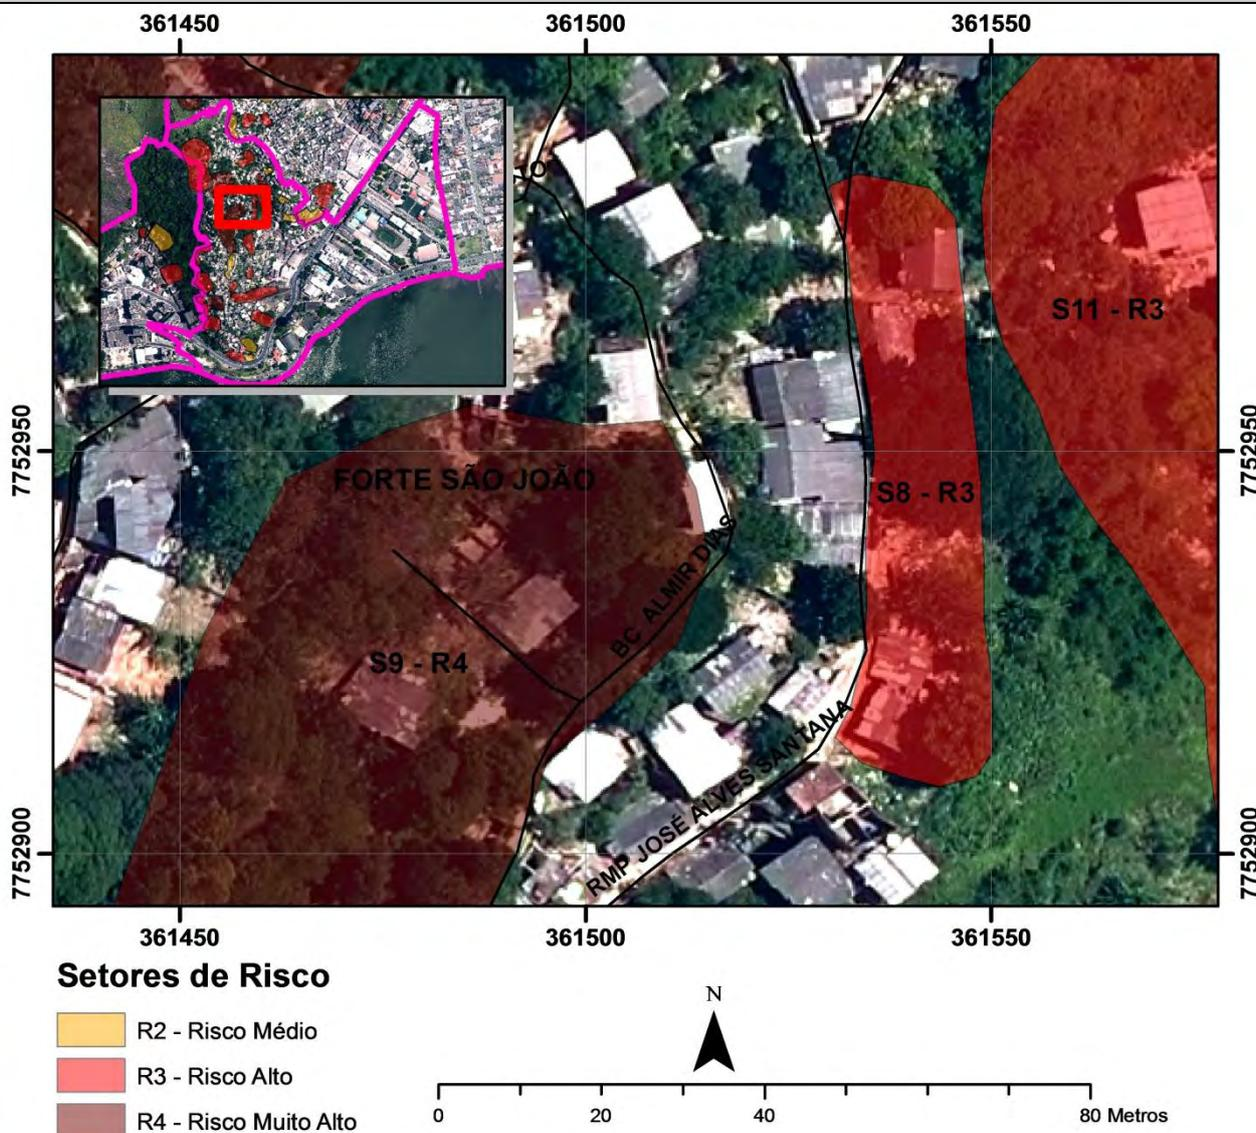 361450
361500
361550
TO
S11 - R3
7752950
7752950
FORTE SÃO JOÃO
S8 - R3
BC ALMIR DIAS
S9 - R4
RMP JOSÉ ALVES SANTANA
7752900
7752900
361450
361500
361550
Setores de Risco
N
R2 - Risco Médio
R3 - Risco Alto
R4 - Risco Muito Alto
0
20
40
80 Metros